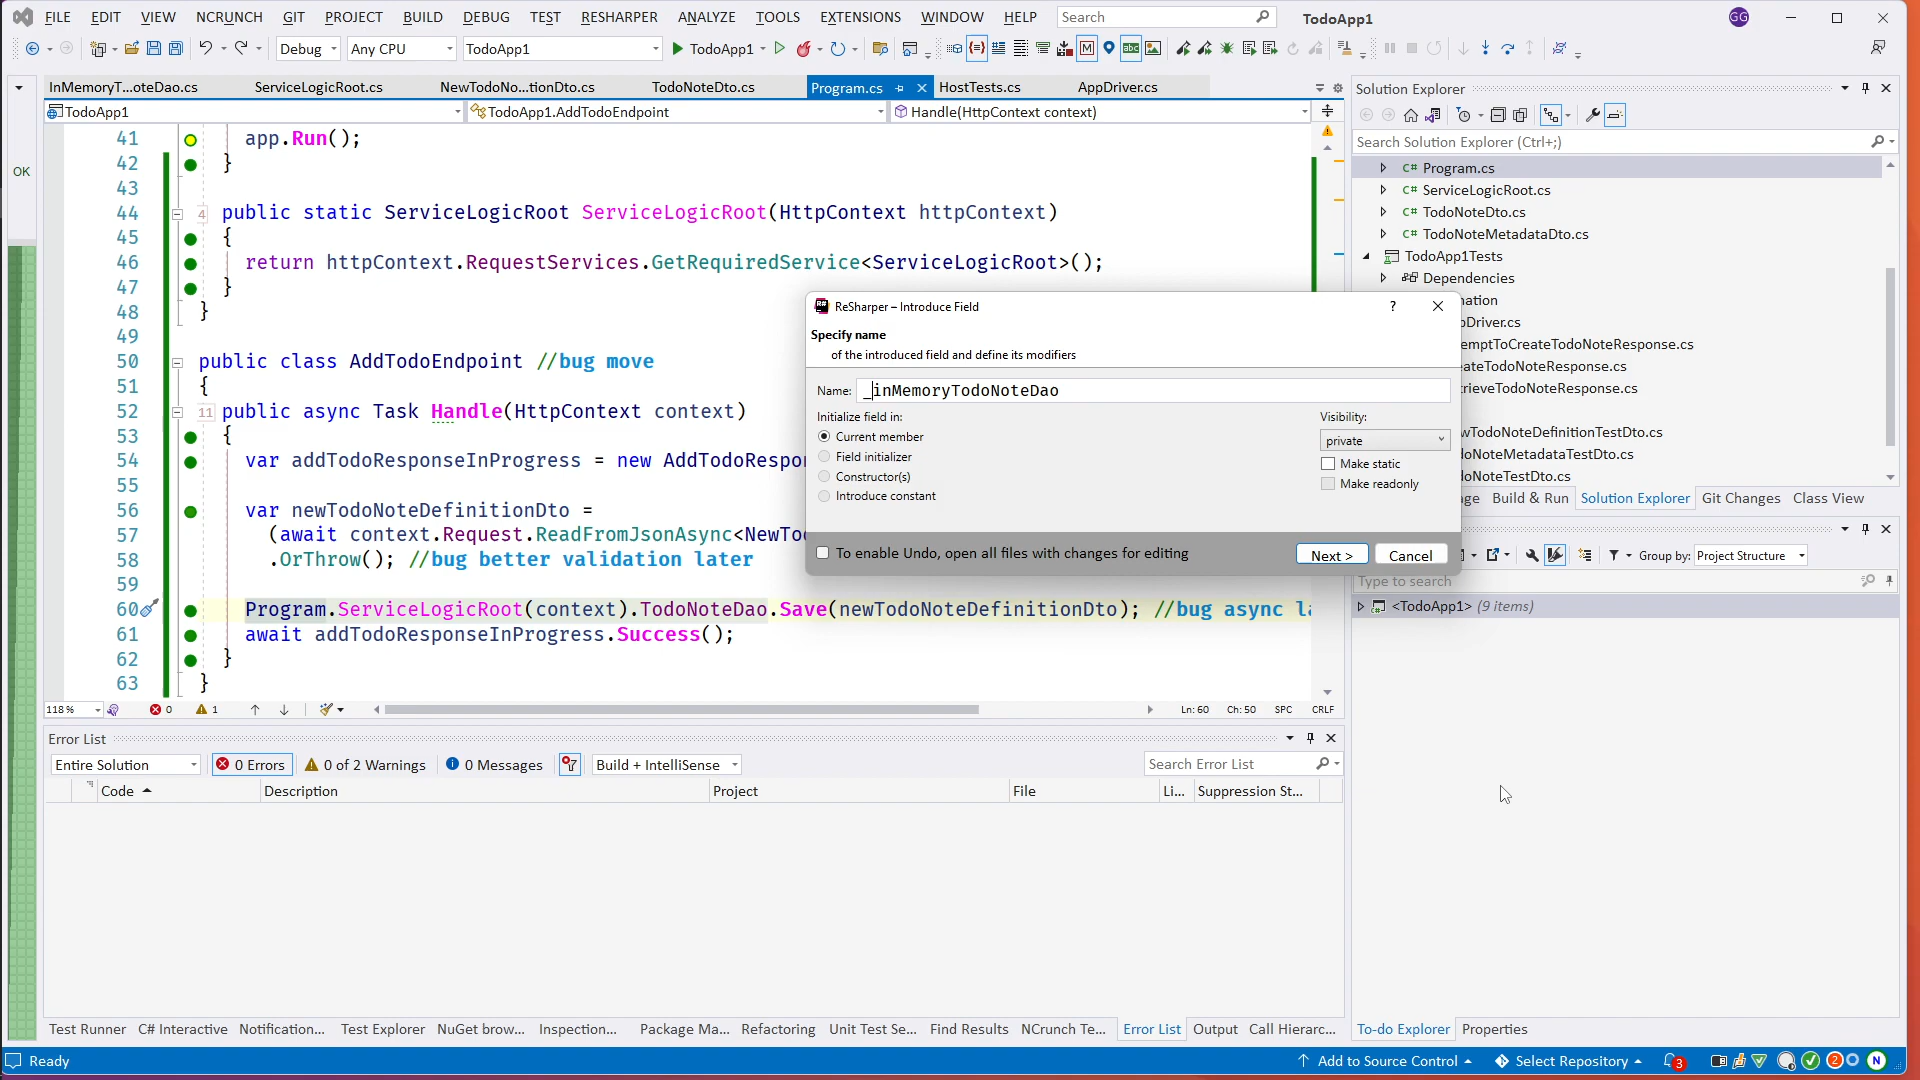 FILE EDIT VIEW NCRUNCH GIT PROJECT BUILD DEBUG TEST RESHARPER ANALYZE TOOLS EXTENSIONS WINDOW HELP Search TodoApp1 GG
Debug Any CPU TodoApp1 TodoApp1
InMemoryT...oteDao.cs ServiceLogicRoot.cs NewTodoNo...tionDto.cs TodoNoteDto.cs Program.cs HostTests.cs AppDriver.cs
TodoApp1 TodoApp1.AddTodoEndpoint Handle(HttpContext context)
OK
41 app.Run();
42 }
43
44 4 public static ServiceLogicRoot ServiceLogicRoot(HttpContext httpContext)
45 {
46 return httpContext.RequestServices.GetRequiredService<ServiceLogicRoot>();
47 }
48 }
49
50 public class AddTodoEndpoint //bug move
51 {
52 11 public async Task Handle(HttpContext context)
53 {
54 var addTodoResponseInProgress = new AddTodoRespo
55
56 var newTodoNoteDefinitionDto =
57 (await context.Request.ReadFromJsonAsync<NewTo
58 .OrThrow(); //bug better validation later
59
60 Program.ServiceLogicRoot(context).TodoNoteDao.Save(newTodoNoteDefinitionDto); //bug async la
61 await addTodoResponseInProgress.Success();
62 }
63 }
118 % 0 1 Ln: 60 Ch: 50 SPC CRLF
ReSharper – Introduce Field ?
Specify name
of the introduced field and define its modifiers
Name: _inMemoryTodoNoteDao
Initialize field in: Visibility:
Current member private
Field initializer Make static
Constructor(s) Make readonly
Introduce constant
To enable Undo, open all files with changes for editing Next > Cancel
Solution Explorer
Search Solution Explorer (Ctrl+;)
C# Program.cs
C# ServiceLogicRoot.cs
C# TodoNoteDto.cs
C# TodoNoteMetadataDto.cs
TodoApp1Tests
Dependencies
nation
pDriver.cs
emptToCreateTodoNoteResponse.cs
eateTodoNoteResponse.cs
trieveTodoNoteResponse.cs
wTodoNoteDefinitionTestDto.cs
doNoteMetadataTestDto.cs
doNoteTestDto.cs
age Build & Run Solution Explorer Git Changes Class View
Group by: Project Structure
Type to search
<TodoApp1> (9 items)
Error List
Entire Solution 0 Errors 0 of 2 Warnings 0 Messages Build + IntelliSense Search Error List
Code Description Project File Li... Suppression St...
Test Runner C# Interactive Notification... Test Explorer NuGet brow... Inspection... Package Ma... Refactoring Unit Test Se... Find Results NCrunch Te... Error List Output Call Hierarc... To-do Explorer Properties
Ready Add to Source Control Select Repository 3 2 N